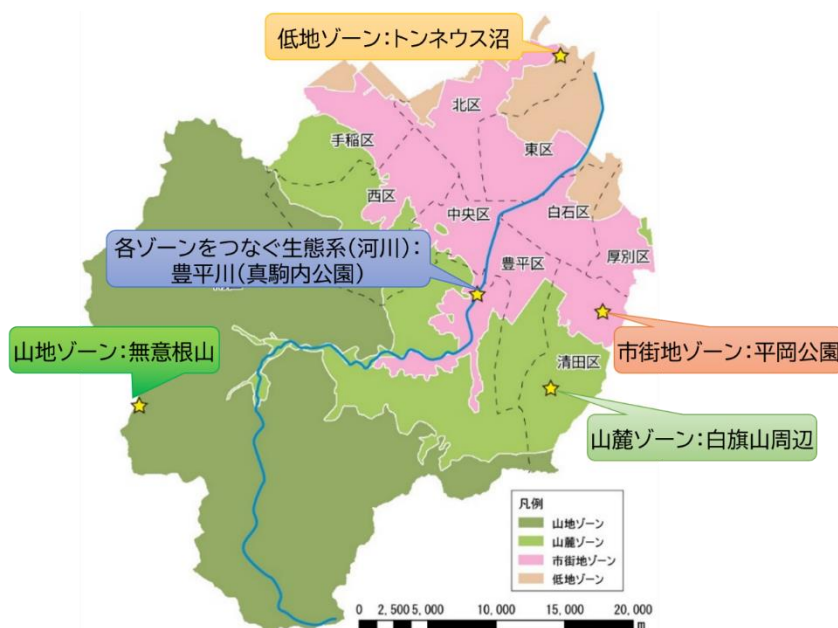 低地ゾーン：トンネウス沼
北区
手稲区
東区
西区
中央区
白石区
各ゾーンをつなぐ生態系(河川)：
豊平川(真駒内公園)
豊平区
厚別区
山地ゾーン：無意根山
市街地ゾーン：平岡公園
清田区
山麓ゾーン：白旗山周辺
凡例
山地ゾーン
山麓ゾーン
市街地ゾーン
低地ゾーン
0 2,500 5,000 10,000 15,000 20,000
m